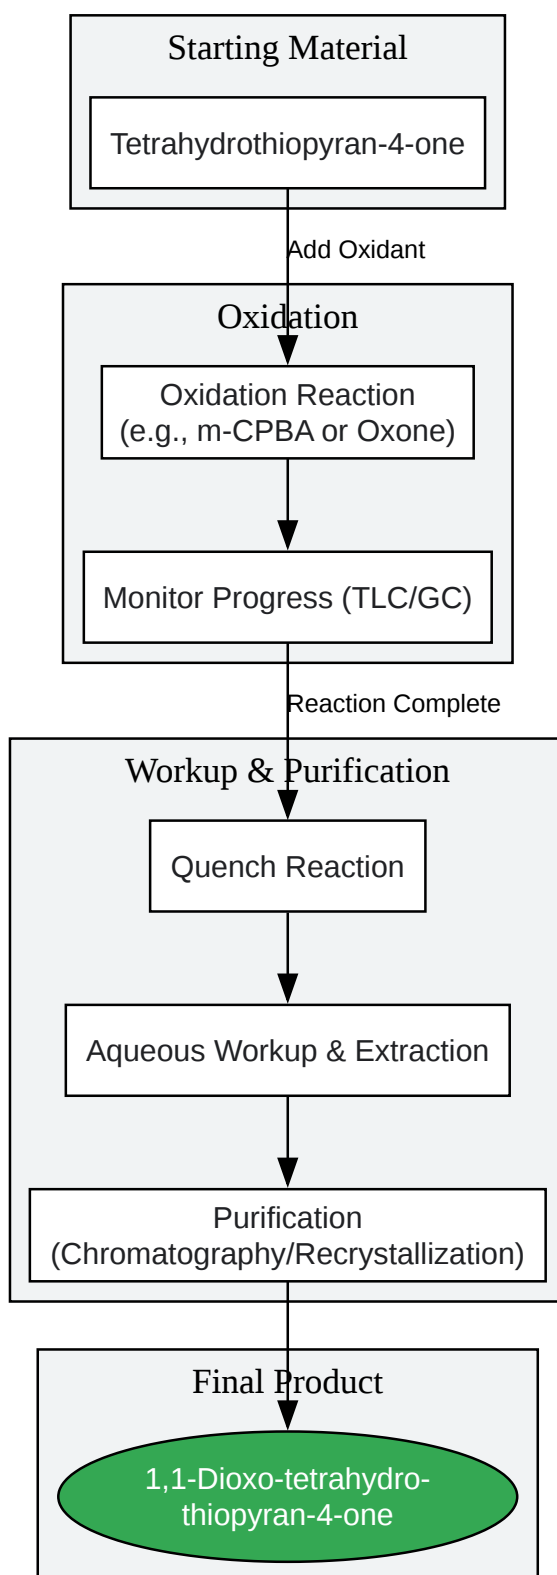 Starting Material
Tetrahydrothiopyran-4-one
Add Oxidant
Oxidation
Oxidation Reaction
(e.g., m-CPBA or Oxone)
Monitor Progress (TLC/GC)
Reaction Complete
Workup & Purification
Quench Reaction
Aqueous Workup & Extraction
Purification
(Chromatography/Recrystallization)
Final Product
1,1-Dioxo-tetrahydro-
thiopyran-4-one